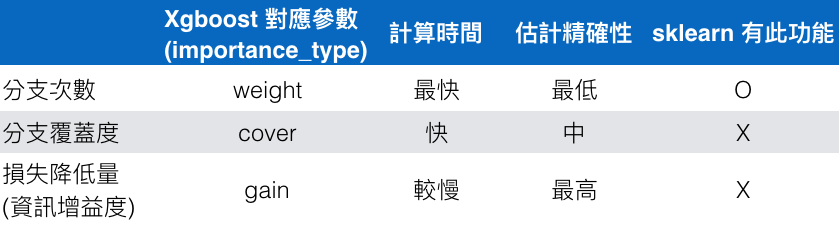 Xgboost 對應參數
(importance_type) 計算時間 估計精確性 sklearn 有此功能
分支次數 weight 最快 最低 O
分支覆蓋度 cover 快 中 X
損失降低量
(資訊增益度) gain 較慢 最高 X